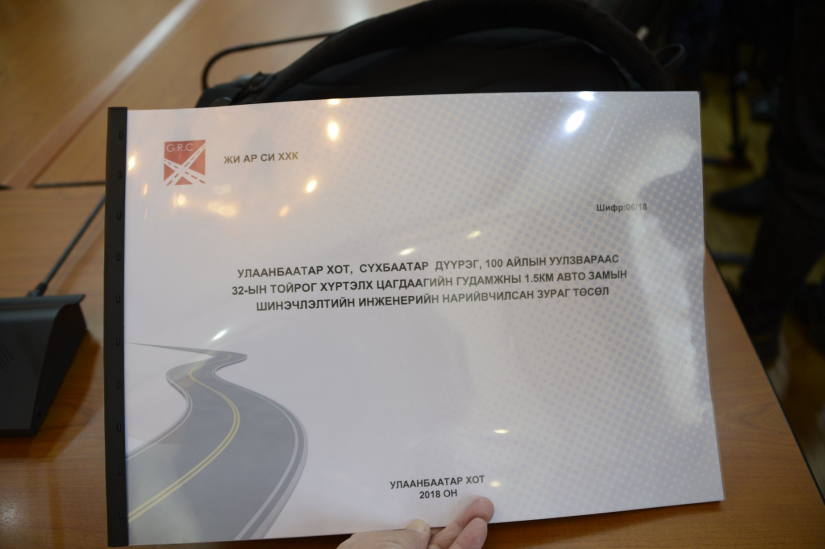 G.R.C
ЖИ АР СИ ХХК
Шифр:06/18
УЛААНБААТАР ХОТ, СҮХБААТАР ДҮҮРЭГ, 100 АЙЛЫН УУЛЗВАРААС
32-ЫН ТОЙРОГ ХҮРТЭЛХ ЦАГДААГИЙН ГУДАМЖНЫ 1.5КМ АВТО ЗАМЫН
ШИНЭЧЛЭЛТИЙН ИНЖЕНЕРИЙН НАРИЙВЧИЛСАН ЗУРАГ ТӨСӨЛ
УЛААНБААТАР ХОТ
2018 ОН